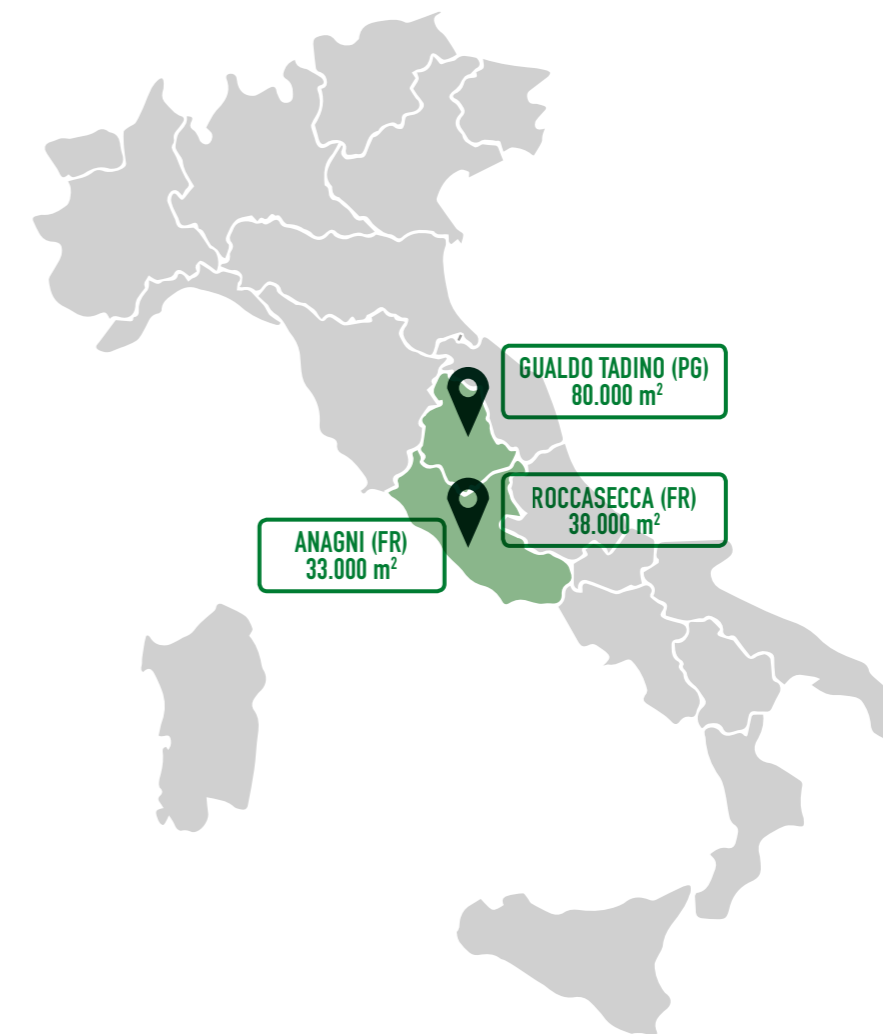 GUALDO TADINO (PG)
80.000 m²
ROCCASECCA (FR)
38.000 m²
ANAGNI (FR)
33.000 m²